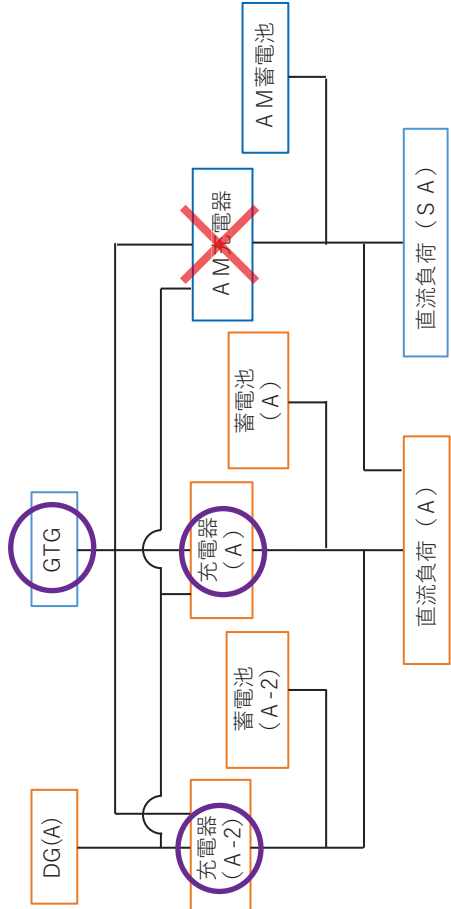 DG(A)
GTG
充電器
(A-2)
充電器
(A)
AM充電器
蓄電池
(A-2)
蓄電池
(A)
AM蓄電池
直流負荷(A)
直流負荷(SA)